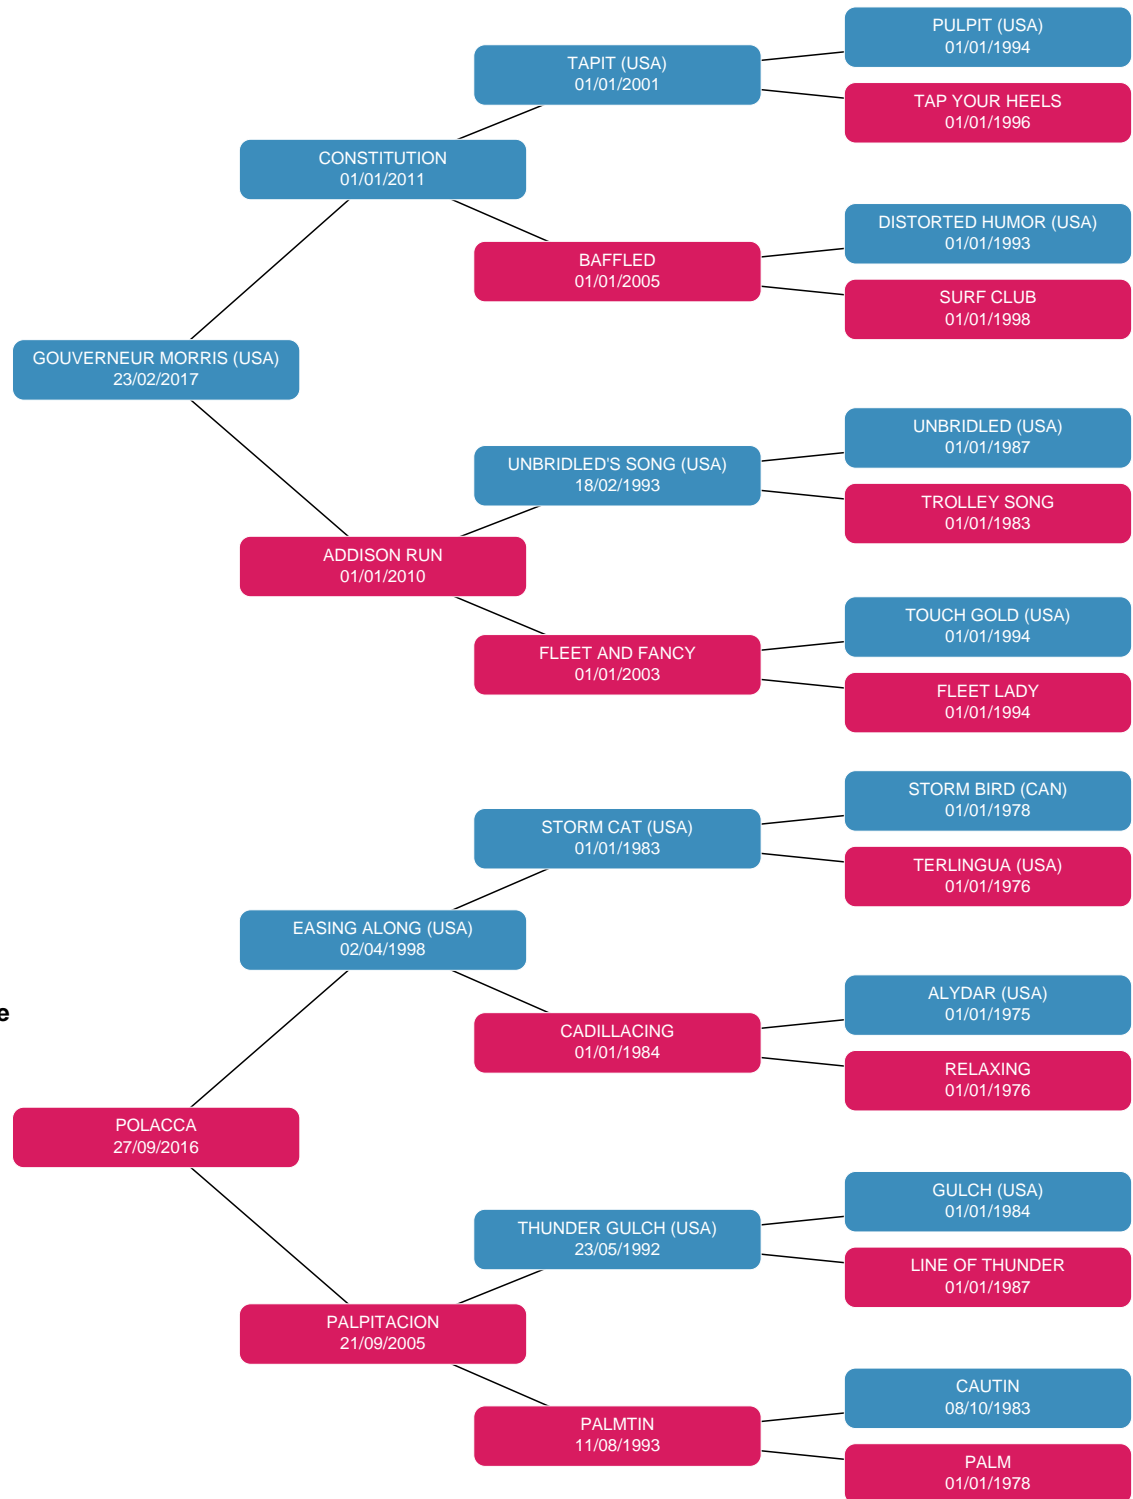 PULPIT (USA)
01/01/1994
TAPIT (USA)
01/01/2001
TAP YOUR HEELS
01/01/1996
CONSTITUTION
01/01/2011
DISTORTED HUMOR (USA)
01/01/1993
BAFFLED
01/01/2005
SURF CLUB
01/01/1998
GOUVERNEUR MORRIS (USA)
23/02/2017
UNBRIDLED (USA)
01/01/1987
UNBRIDLED'S SONG (USA)
18/02/1993
TROLLEY SONG
01/01/1983
ADDISON RUN
01/01/2010
TOUCH GOLD (USA)
01/01/1994
FLEET AND FANCY
01/01/2003
FLEET LADY
01/01/1994
STORM BIRD (CAN)
01/01/1978
STORM CAT (USA)
01/01/1983
TERLINGUA (USA)
01/01/1976
EASING ALONG (USA)
02/04/1998
ALYDAR (USA)
01/01/1975
e
CADILLACING
01/01/1984
RELAXING
01/01/1976
POLACCA
27/09/2016
GULCH (USA)
01/01/1984
THUNDER GULCH (USA)
23/05/1992
LINE OF THUNDER
01/01/1987
PALPITACION
21/09/2005
CAUTIN
08/10/1983
PALMTIN
11/08/1993
PALM
01/01/1978